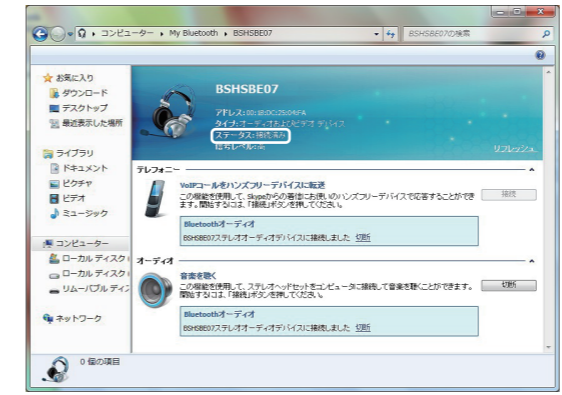 コンピューター ▸ My Bluetooth ▸ BSHSBE07
BSHSBE07の検索
お気に入り
ダウンロード
デスクトップ
最近表示した場所
ライブラリ
ドキュメント
ピクチャ
ビデオ
ミュージック
コンピューター
ローカル ディスク
ローカル ディスク
リムーバブル ディ
ネットワーク
BSHSBE07
タイプ:オーディオおよびビデオ デバイス
ステータス:接続済み
信号レベル:高
リフレッシュ
テレフォニー
VoIPコールをハンズフリーデバイスに転送
この機能を使用して、Skypeからの着信にお使いのハンズフリーデバイスで応答することができ
ます。開始するには、「接続」ボタンを押してください。
接続
Bluetoothオーディオ
BSHSBE07ステレオオーディオデバイスに接続しました 切断
オーディオ
音楽を聴く
この機能を使用して、ステレオヘッドセットをコンピュータに接続して音楽を聴くことができます。
開始するには、「接続」ボタンを押してください。
切断
Bluetoothオーディオ
BSHSBE07ステレオオーディオデバイスに接続しました 切断
0 個の項目